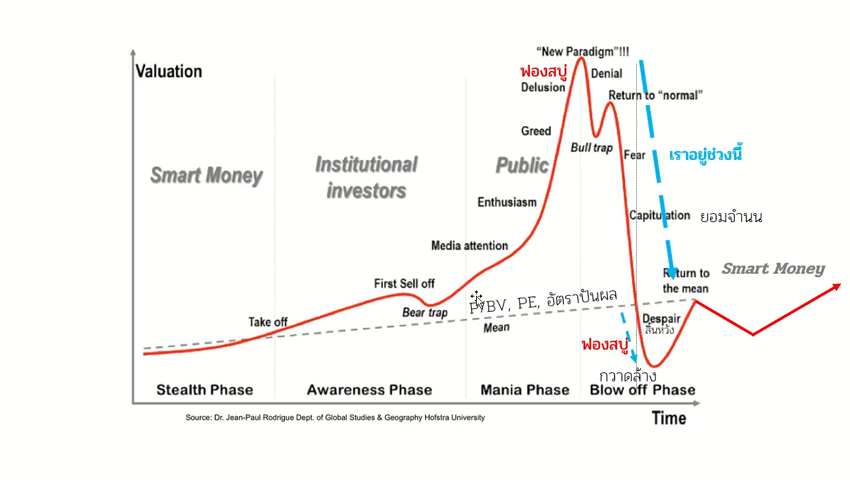 "New Paradigm"!!!
Valuation
ฟองสบู่
Denial
Delusion
Return to "normal"
Greed
Bull trap
Fear
เราอยู่ช่วงนี้
Smart Money
Institutional
investors
Public
Enthusiasm
Capitulation
ยอมจำนน
Media attention
Return to
the mean
Smart Money
First Sell off
Bear trap
P/BV, PE, อัตราปันผล
Take off
Mean
Despair
สิ้นหวัง
ฟองสบู่
กวาดล้าง
Stealth Phase
Awareness Phase
Mania Phase
Blow off Phase
Source: Dr. Jean-Paul Rodrigue Dept. of Global Studies & Geography Hofstra University
Time